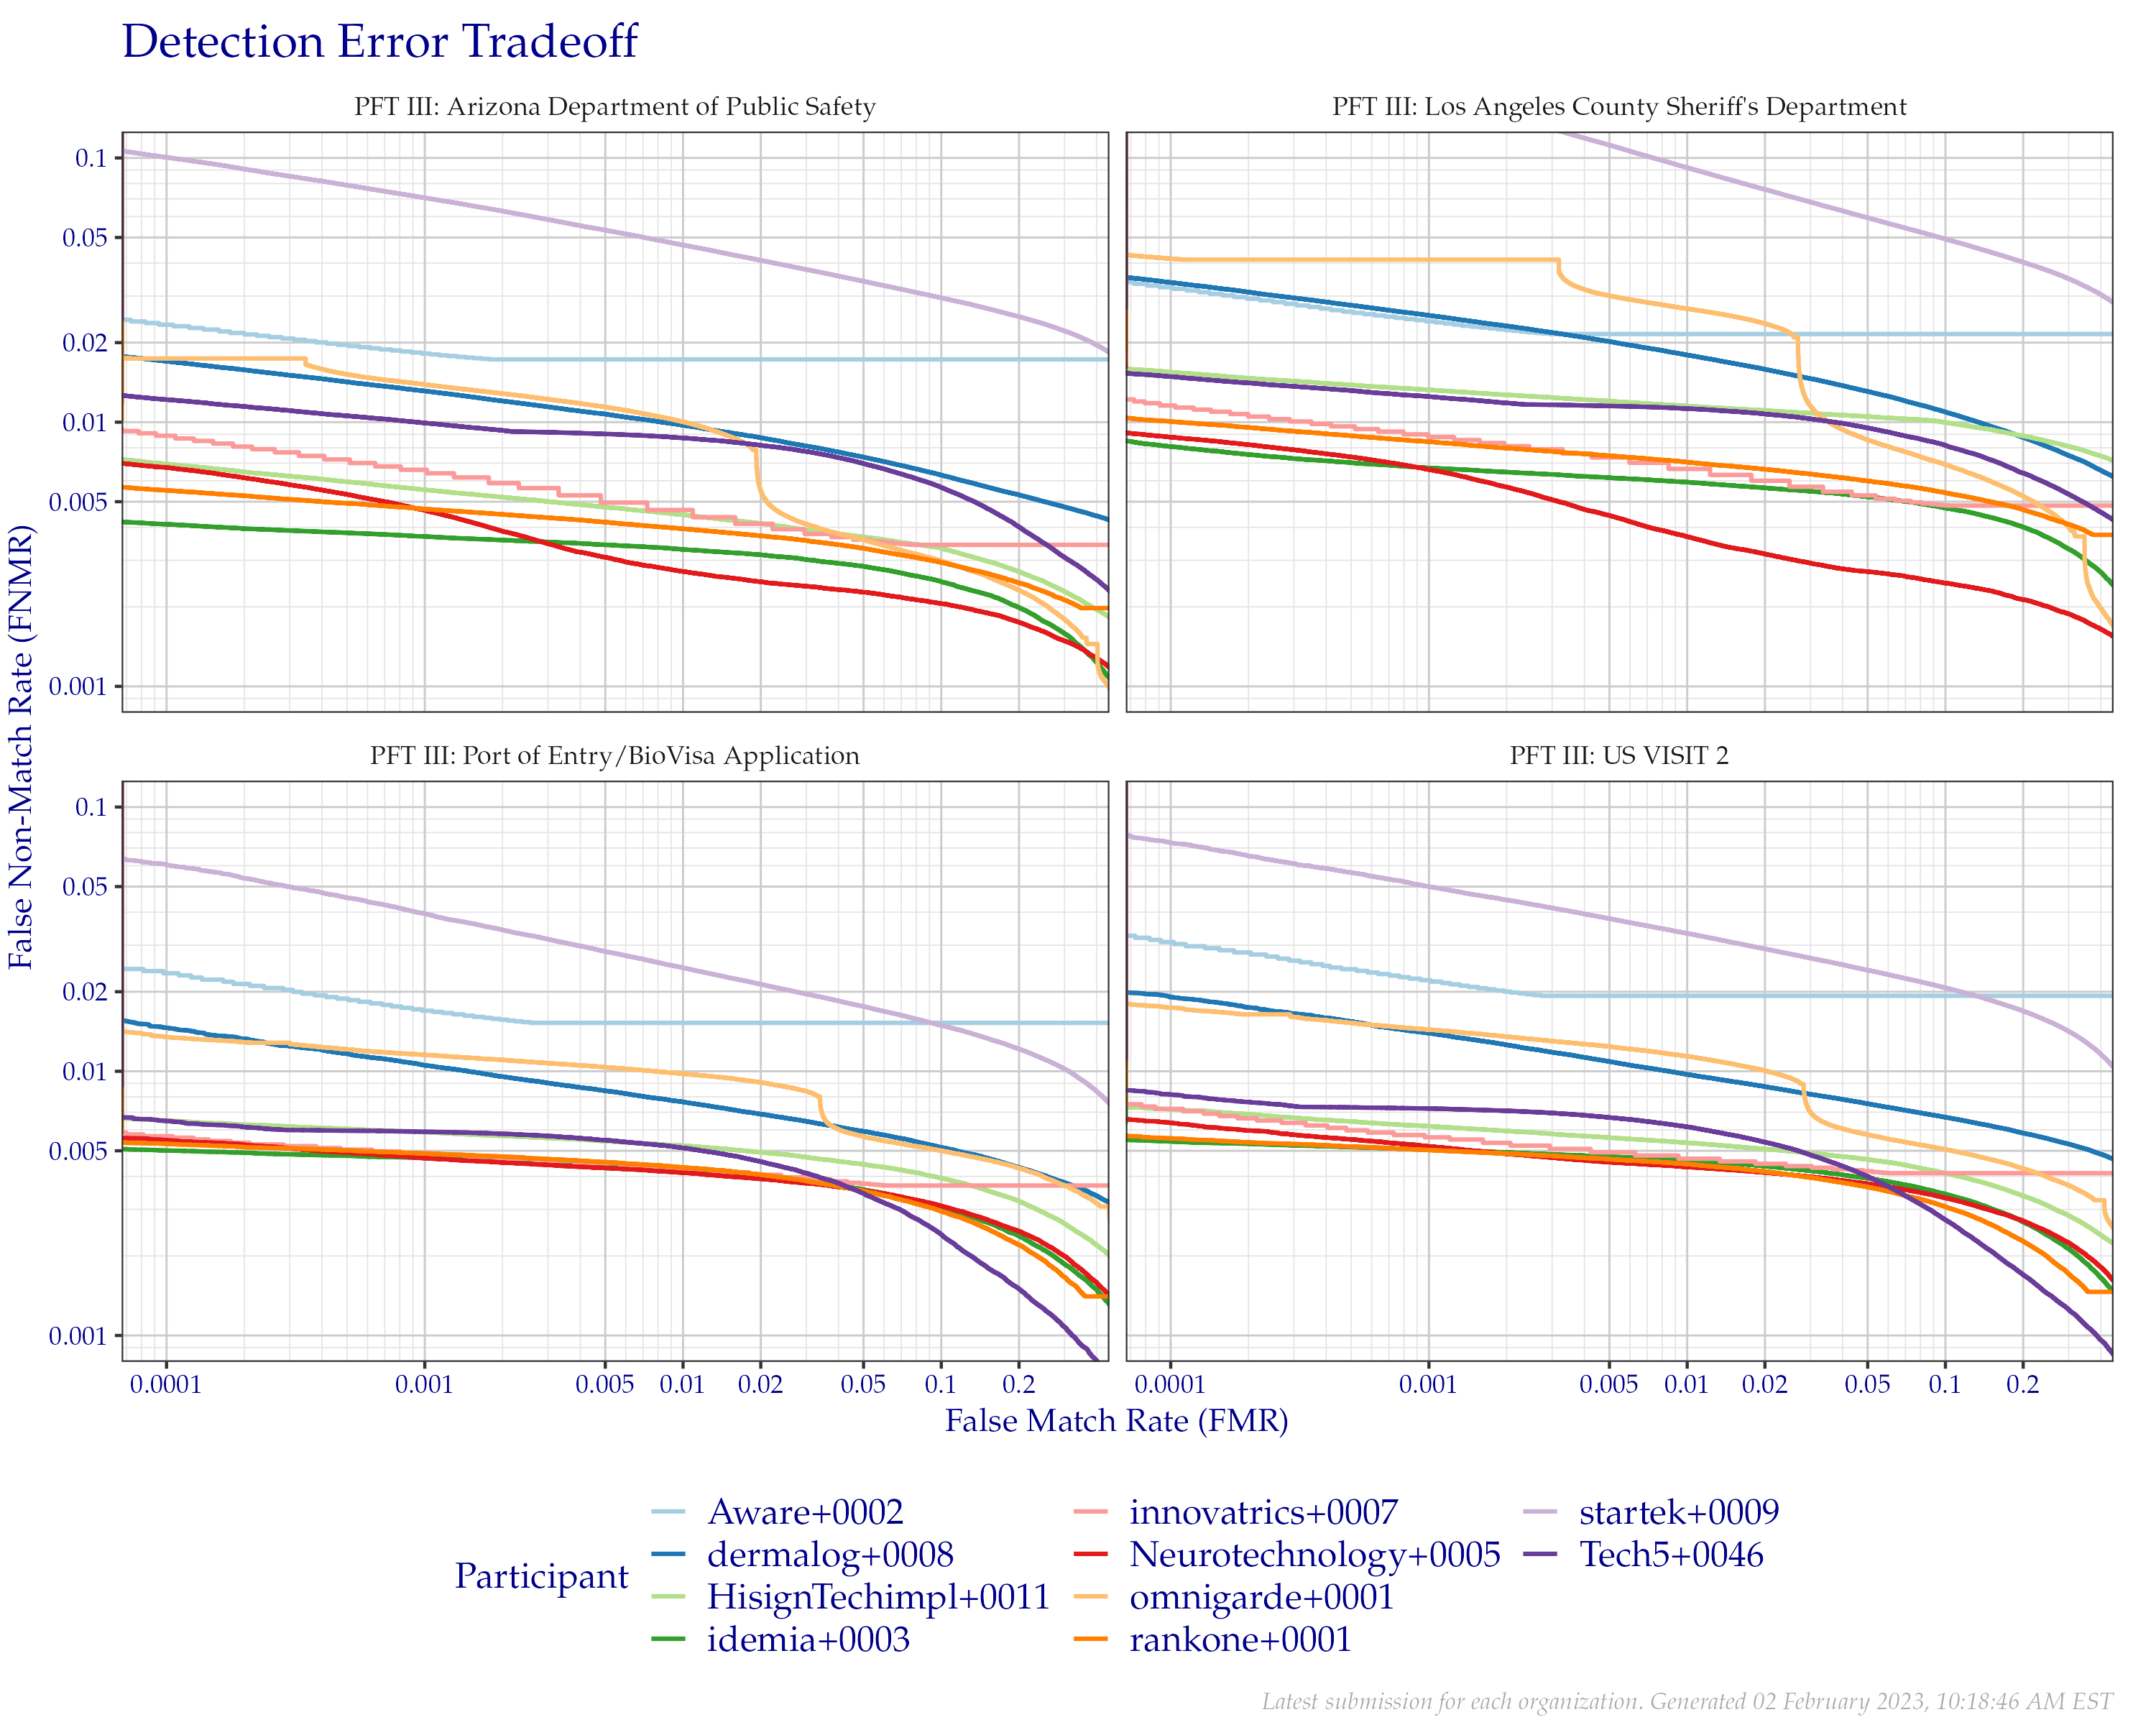 Detection Error Tradeoff
PFT III: Arizona Department of Public Safety
PFT III: Los Angeles County Sheriff's Department
0.1
0.05
0.02
0.01
0.005
0.001
False Non-Match Rate (FNMR)
PFT III: Port of Entry/BioVisa Application
PFT III: US VISIT 2
0.1
0.05
0.02
0.01
0.005
0.001
0.0001 0.001 0.005 0.01 0.02 0.05 0.1 0.2
0.0001 0.001 0.005 0.01 0.02 0.05 0.1 0.2
False Match Rate (FMR)
Participant
Aware+0002
dermalog+0008
HisignTechimpl+0011
idemia+0003
innovatrics+0007
Neurotechnology+0005
omnigarde+0001
rankone+0001
startek+0009
Tech5+0046
Latest submission for each organization. Generated 02 February 2023, 10:18:46 AM EST